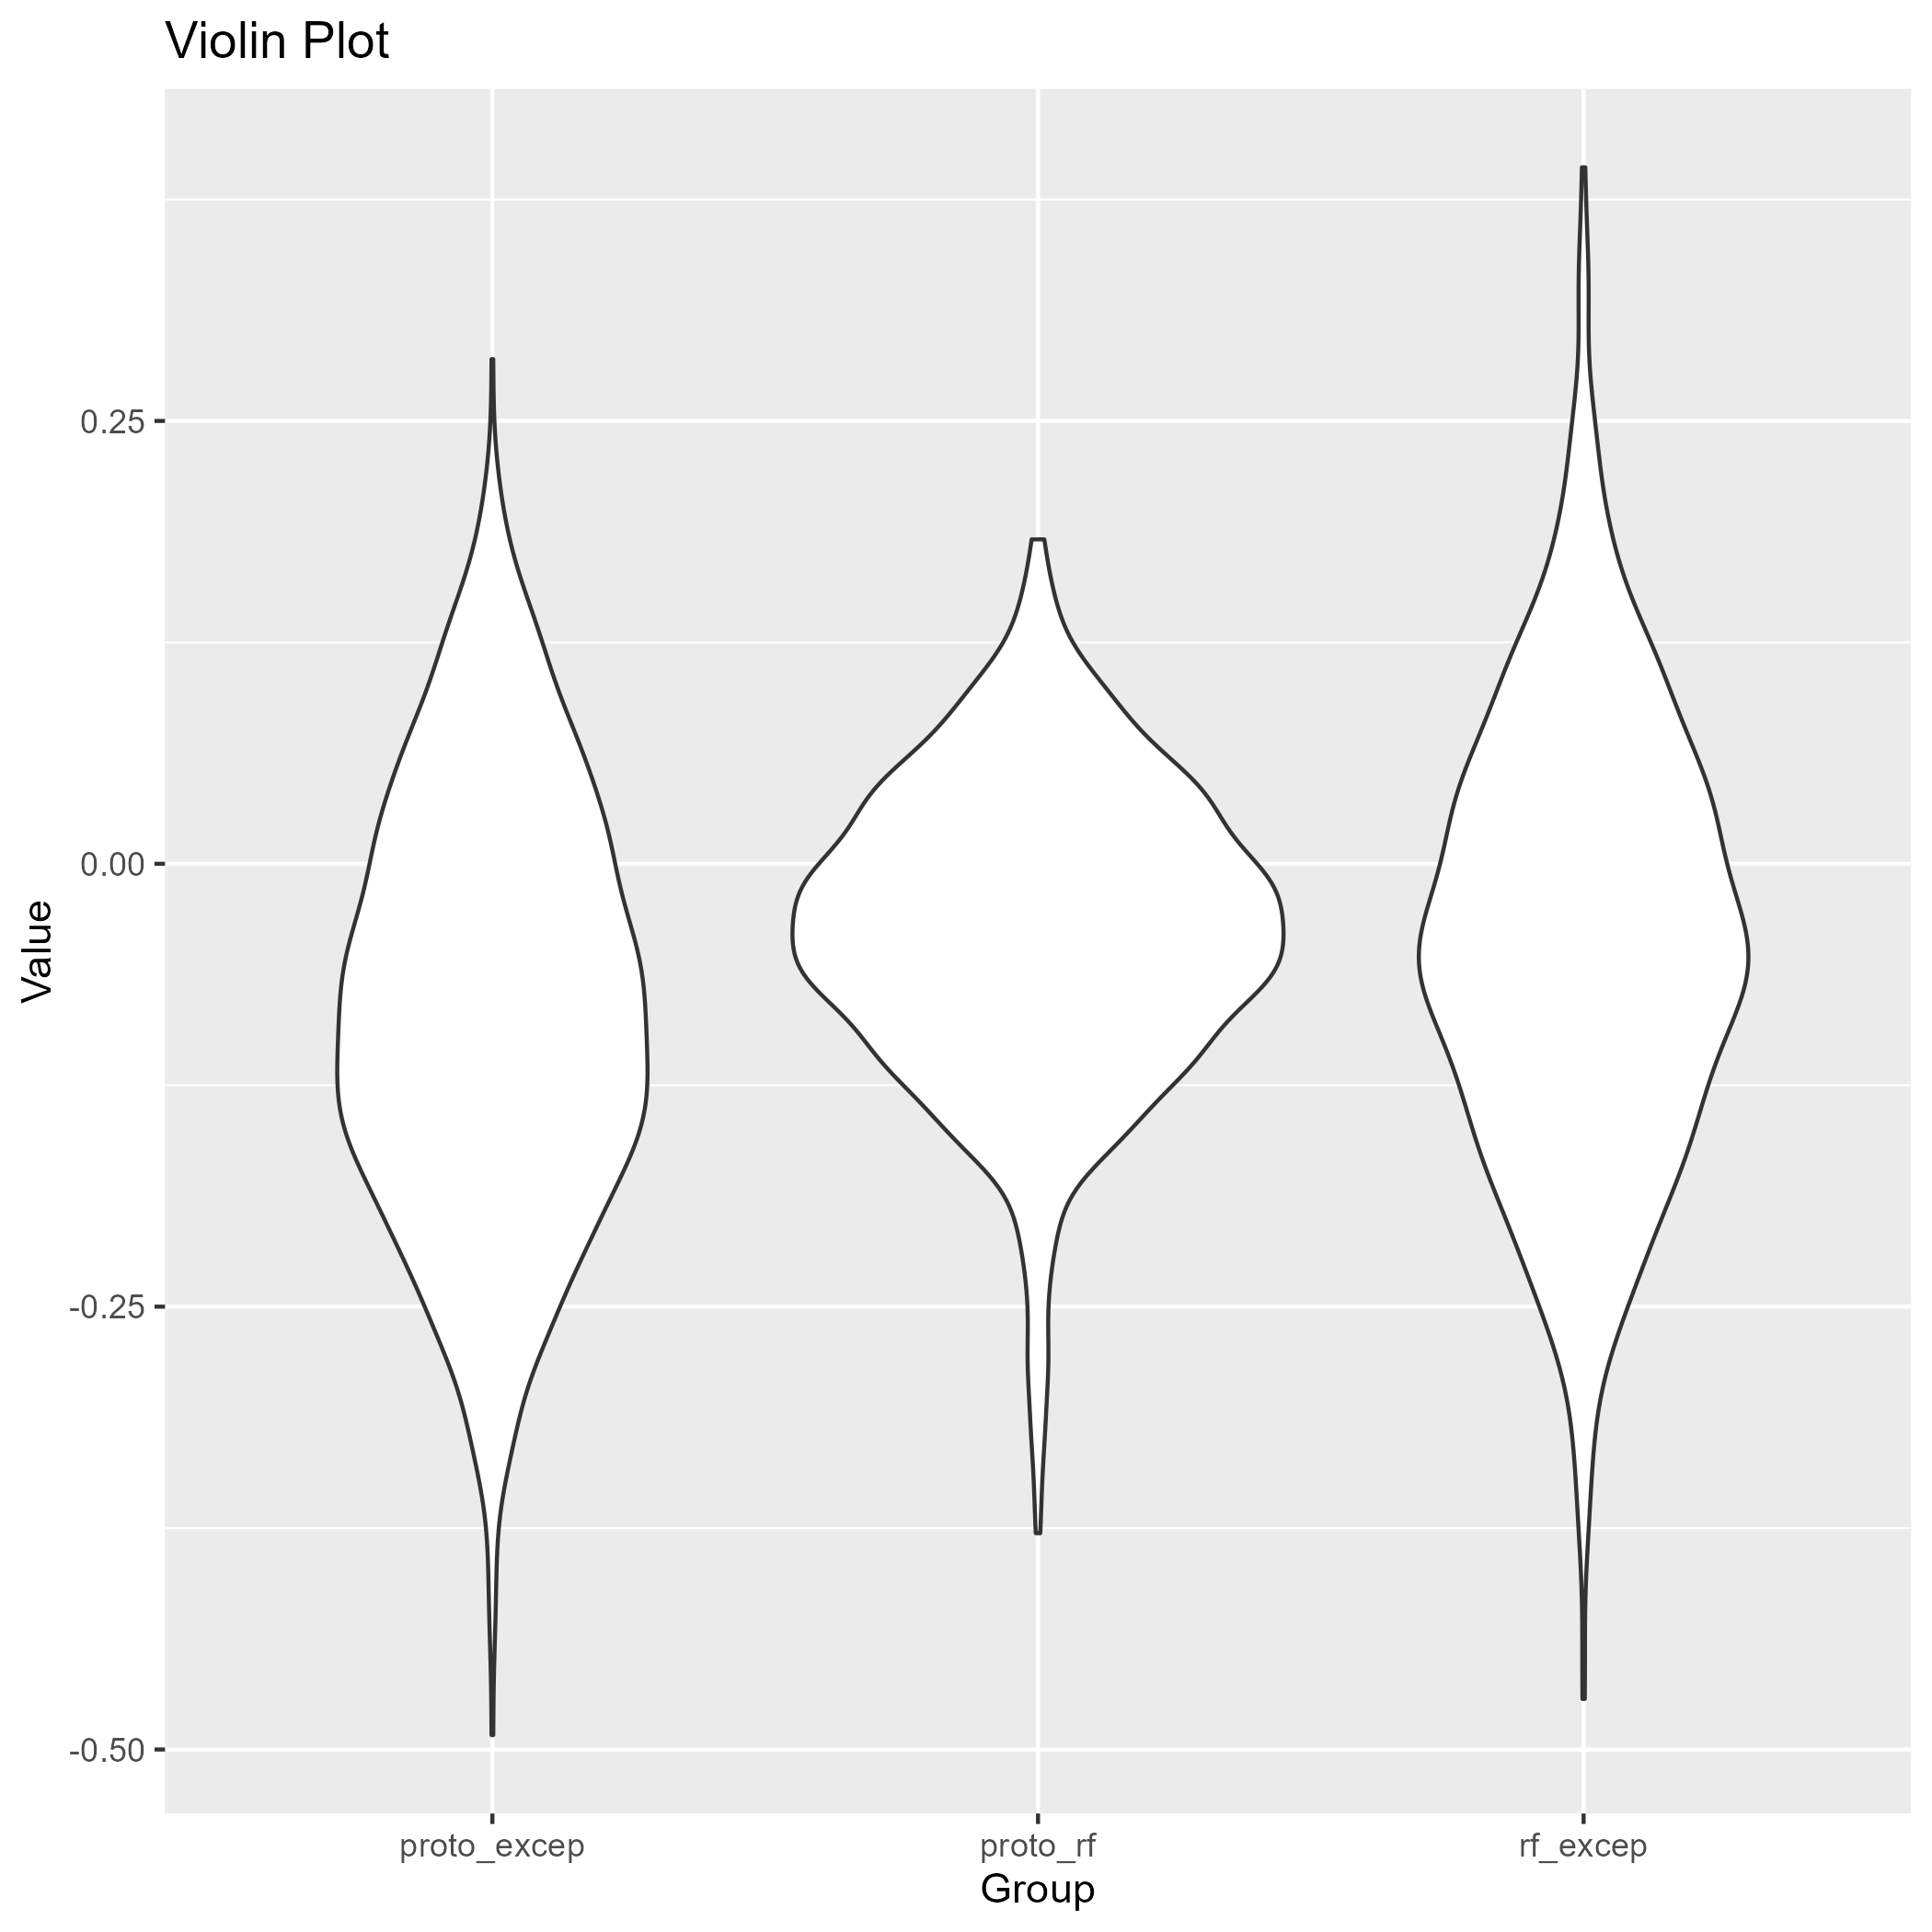 Violin Plot
0.25
0.00
-0.25
-0.50
Value
proto_excep
proto_rf
rf_excep
Group